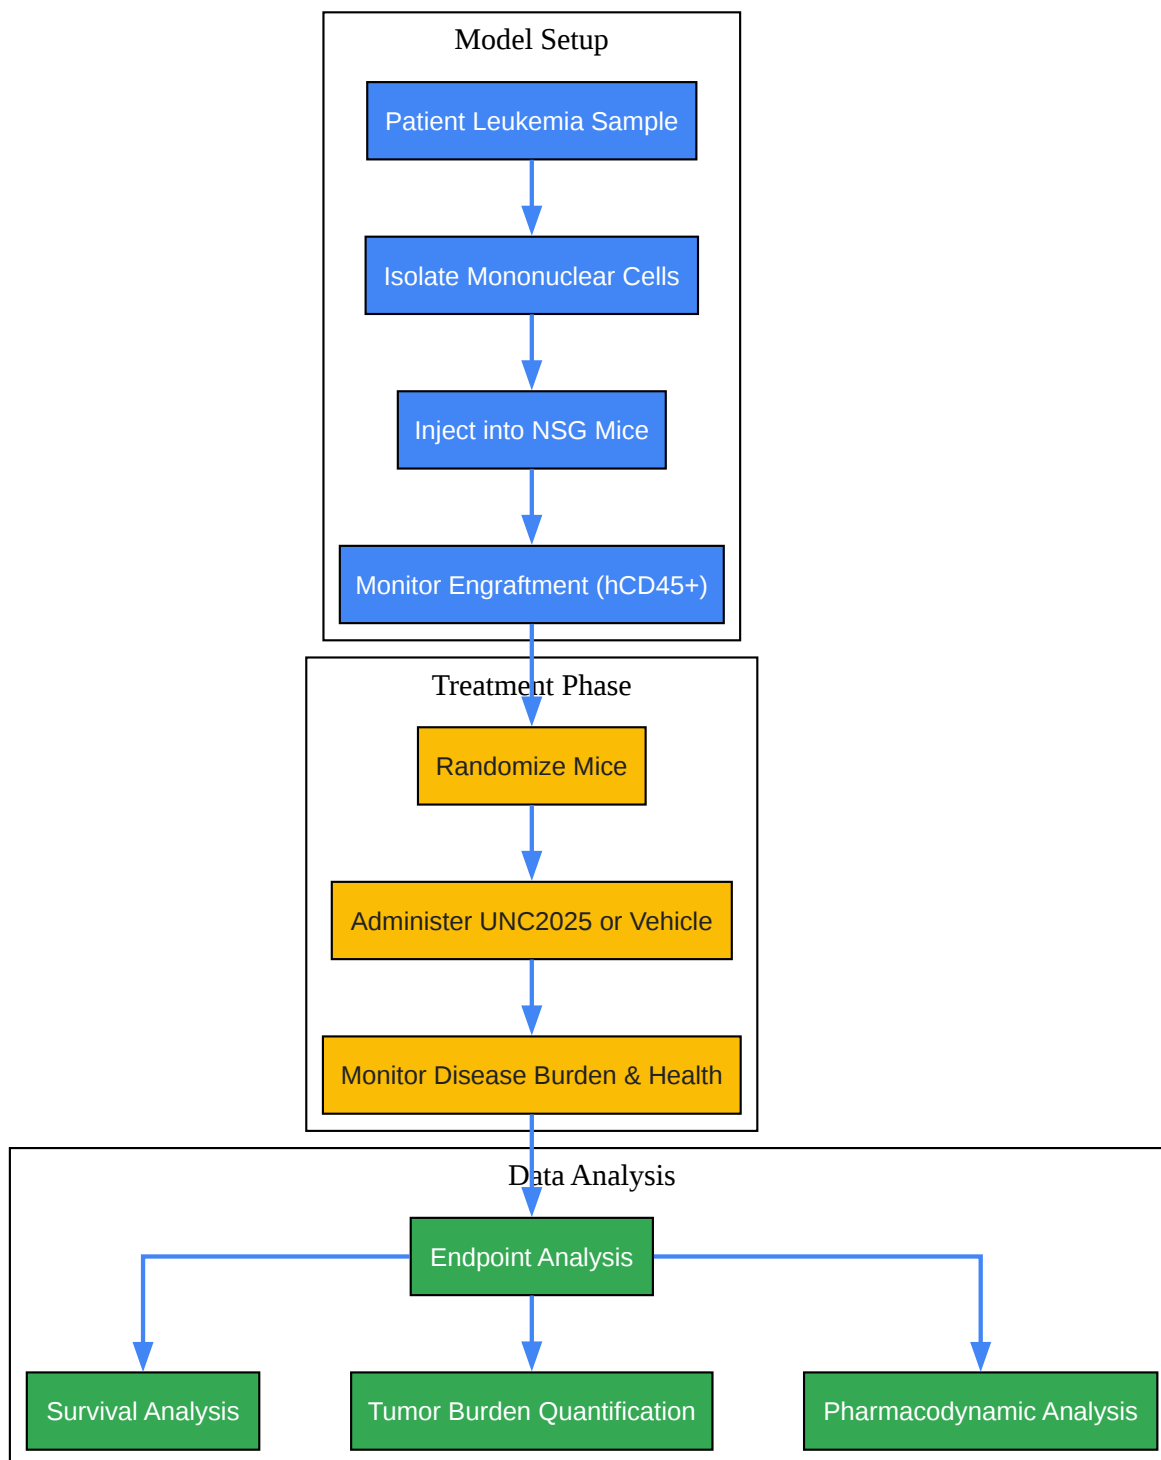 Model Setup
Patient Leukemia Sample
Isolate Mononuclear Cells
Inject into NSG Mice
Monitor Engraftment (hCD45+)
Treatment Phase
Randomize Mice
Administer UNC2025 or Vehicle
Monitor Disease Burden & Health
Data Analysis
Endpoint Analysis
Survival Analysis
Tumor Burden Quantification
Pharmacodynamic Analysis